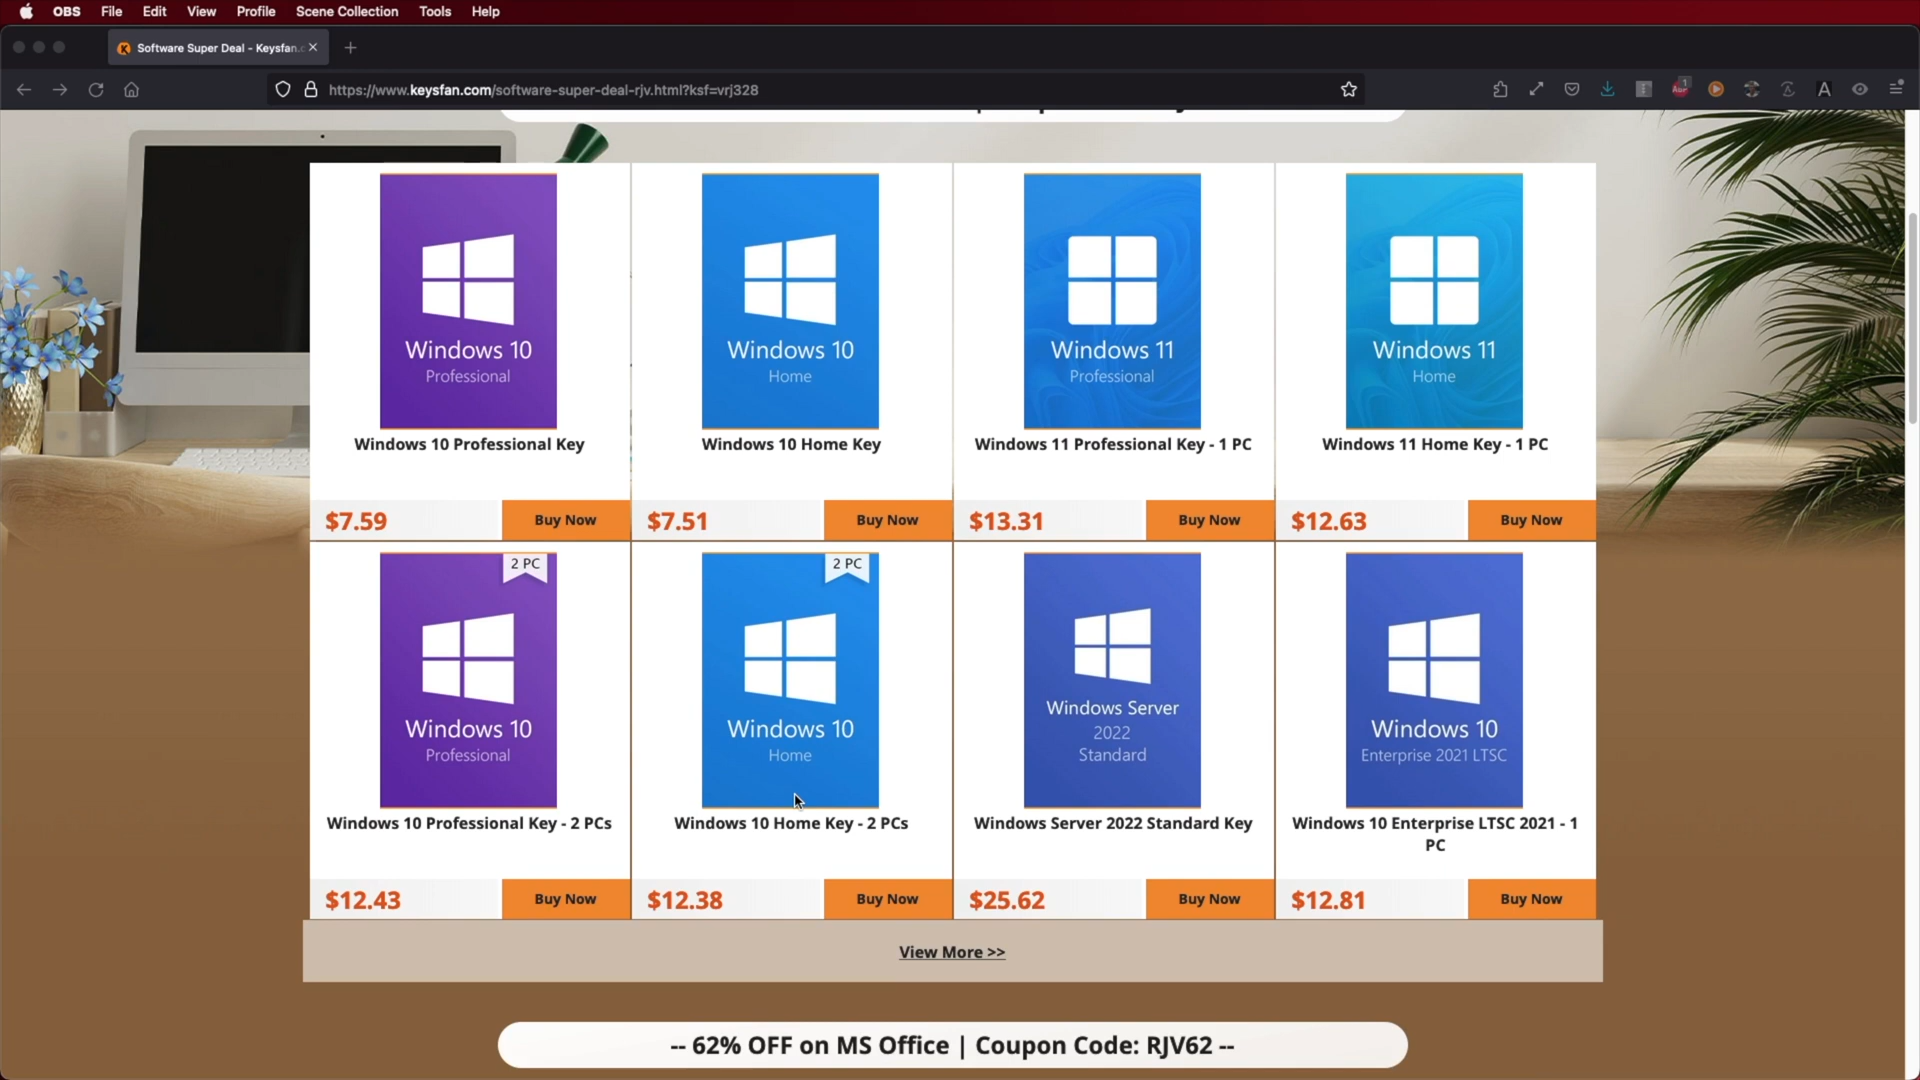 OBS File Edit View Profile Scene Collection Tools Help
Software Super Deal - Keysfan.c
https://www.keysfan.com/software-super-deal-rjv.html?ksf=vrj328
1
A
Windows 10
Professional
Windows 10
Home
Windows 11
Professional
Windows 11
Home
Windows 10 Professional Key
Windows 10 Home Key
Windows 11 Professional Key - 1 PC
Windows 11 Home Key - 1 PC
$7.59 Buy Now
$7.51 Buy Now
$13.31 Buy Now
$12.63 Buy Now
2 PC
Windows 10
Professional
2 PC
Windows 10
Home
Windows Server
2022
Standard
Windows 10
Enterprise 2021 LTSC
Windows 10 Professional Key - 2 PCs
Windows 10 Home Key - 2 PCs
Windows Server 2022 Standard Key
Windows 10 Enterprise LTSC 2021 - 1
PC
$12.43 Buy Now
$12.38 Buy Now
$25.62 Buy Now
$12.81 Buy Now
View More >>
-- 62% OFF on MS Office | Coupon Code: RJV62 --